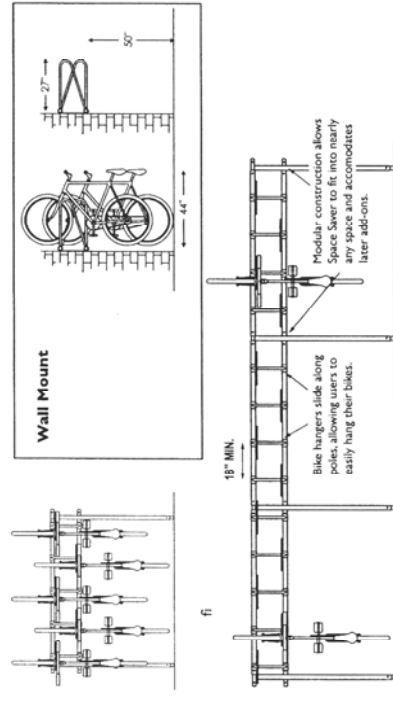 Wall Mount
27"
50"
44"
fi
18" MIN.
Bike hangers slide along
poles, allowing users to
easily hang their bikes.
Modular construction allows
Space Saver to fit into nearly
any space and accomodates
later add-ons.